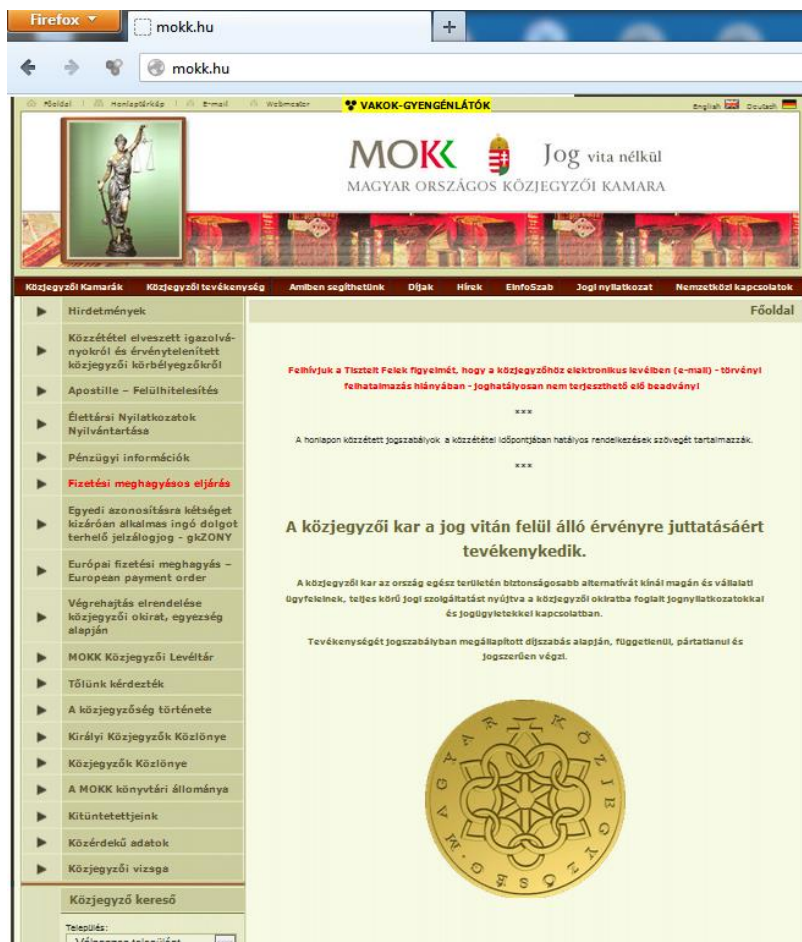 Firefox
mokk.hu
mokk.hu
Főoldal | Honlaptérkép | E-mail Webmester VAKOK-GYENGÉNLÁTÓK English Deutsch
MOKK Jog vita nélkül
MAGYAR ORSZÁGOS KÖZJEGYZŐI KAMARA
Közjegyzői Kamarák Közjegyzői tevékenység Amiben segíthetünk Díjak Hírek EinfoSzab Jogi nyilatkozat Nemzetközi kapcsolatok
Főoldal
Hirdetmények
Közzététel elveszett igazolvá-
nyokról és érvénytelenített
közjegyzői körbélyegzőkről
Apostille – Felülhitelesítés
Élettársi Nyilatkozatok
Nyilvántartása
Pénzügyi információk
Fizetési meghagyásos eljárás
Egyedi azonosításra kétséget
kizáróan alkalmas ingó dolgot
terhelő jelzálogjog - gkZONY
Európai fizetési meghagyás –
European payment order
Végrehajtás elrendelése
közjegyzői okirat, egyezség
alapján
MOKK Közjegyzői Levéltár
Tőlünk kérdezték
A közjegyzőség története
Királyi Közjegyzők Közlönye
Közjegyzők Közlönye
A MOKK könyvtári állománya
Kitüntetettjeink
Közérdekű adatok
Közjegyzői vizsga
Közjegyző kereső
Település:
Válasszon települést
Felhívjuk a Tisztelt Felek figyelmét, hogy a közjegyzőhöz elektronikus levélben (e-mail) - törvényi
felhatalmazás hiányában - joghatályosan nem terjeszthető elő beadvány!
***
A honlapon közzétett jogszabályok a közzététel időpontjában hatályos rendelkezések szövegét tartalmazzák.
***
A közjegyzői kar a jog vitán felül álló érvényre juttatásáért
tevékenykedik.
A közjegyzői kar az ország egész területén biztonságosabb alternatívát kínál magán és vállalati
ügyfeleinek, teljes körű jogi szolgáltatást nyújtva a közjegyzői okiratba foglalt jognyilatkozatokkal
és jogügyletekkel kapcsolatban.
Tevékenységét jogszabályban megállapított díjszabás alapján, függetlenül, pártatlanul és
jogszerűen végzi.
MAGYAR KÖZJEGYZŐSÉG